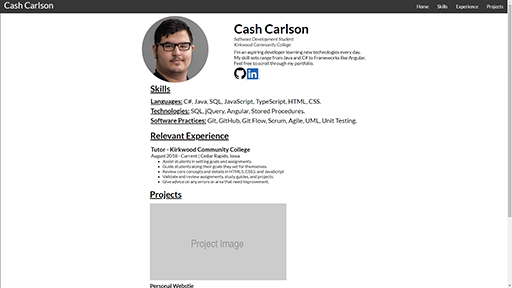 Cash Carlson
Home Skills Experience Projects
Cash Carlson
Software Development Student
Kirkwood Community College
I'm an aspiring developer learning new technologies every day.
My skill sets range from Java and C# to Frameworks like Angular.
Feel free to scroll through my portfolio.
in
Skills
Languages: C#, Java, SQL, JavaScript, TypeScript, HTML, CSS.
Technologies: SQL, jQuery, Angular, Stored Procedures.
Software Practices: Git, GitHub, Git Flow, Scrum, Agile, UML, Unit Testing.
Relevant Experience
Tutor - Kirkwood Community College
August 2018 - Current | Cedar Rapids, Iowa
Assist students in setting goals and assignments.
Guide students along their goals they set for themselves.
Review core concepts and details in HTML5, CSS3, and JavaScript
Validate and review assignments, study guides, and projects.
Give advice on any errors or area that need improvement.
Projects
Project Image
Personal Webstie